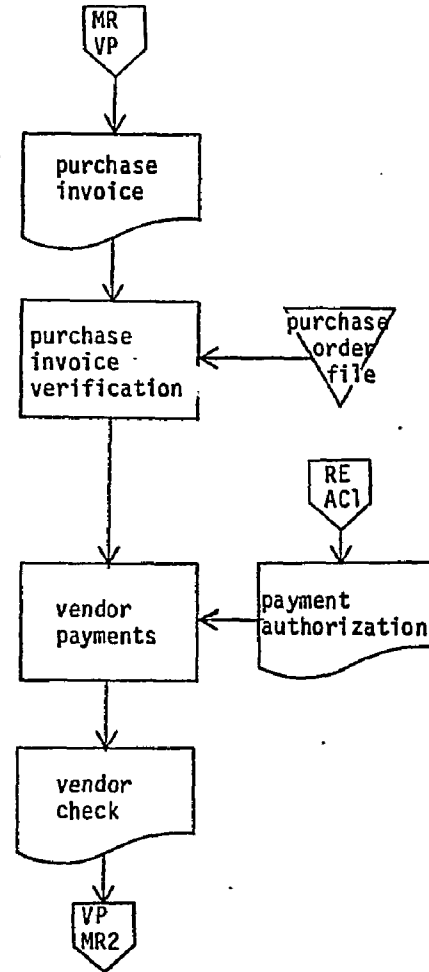 MR
VP
purchase
invoice
purchase
invoice
verification
purchase
order
file
RE
AC1
vendor
payments
payment
authorization
vendor
check
VP
MR2